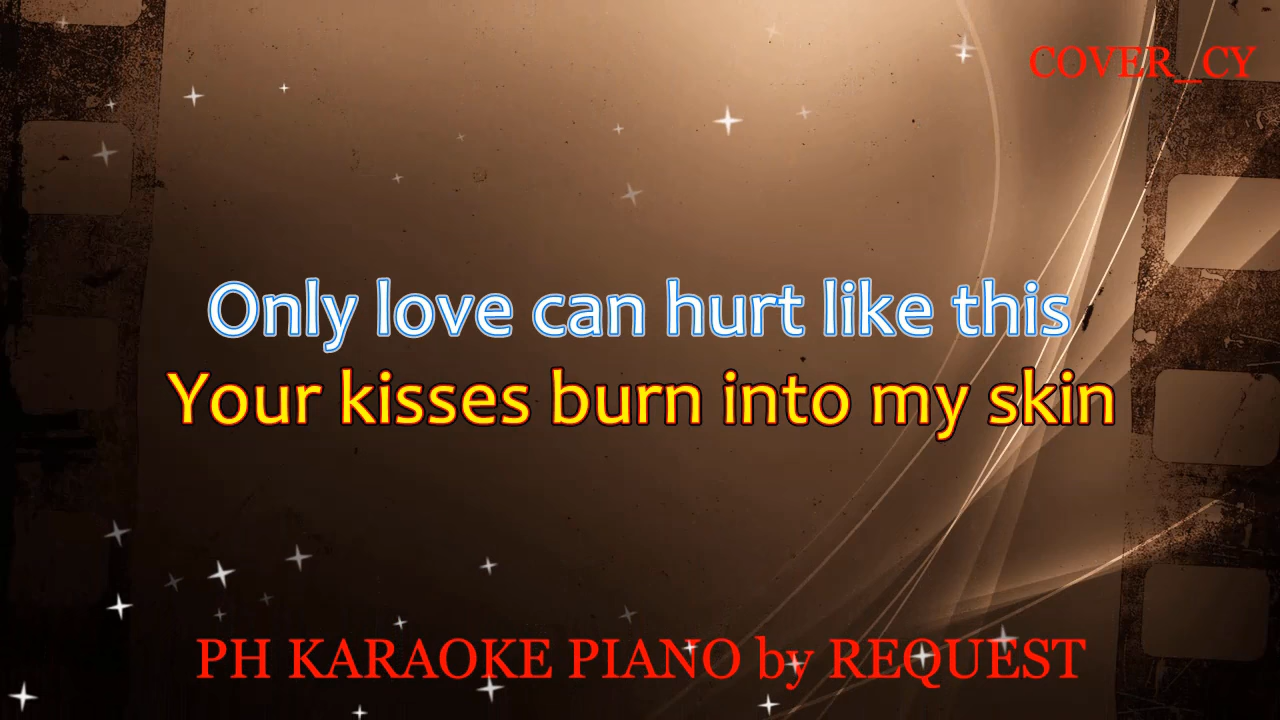 COVER_CY
Only love can hurt like this
Your kisses burn into my skin
PH KARAOKE PIANO by REQUEST